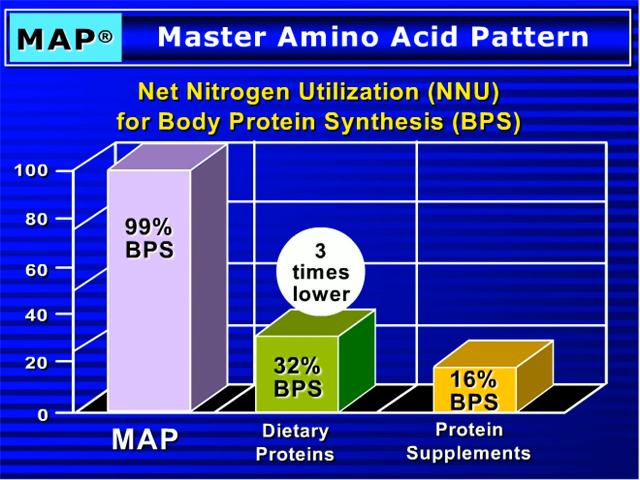 MAP® Master Amino Acid Pattern
Net Nitrogen Utilization (NNU)
for Body Protein Synthesis (BPS)
100
80
60
40
20
0
99%
BPS
3
times
lower
32%
BPS
16%
BPS
MAP
Dietary
Proteins
Protein
Supplements